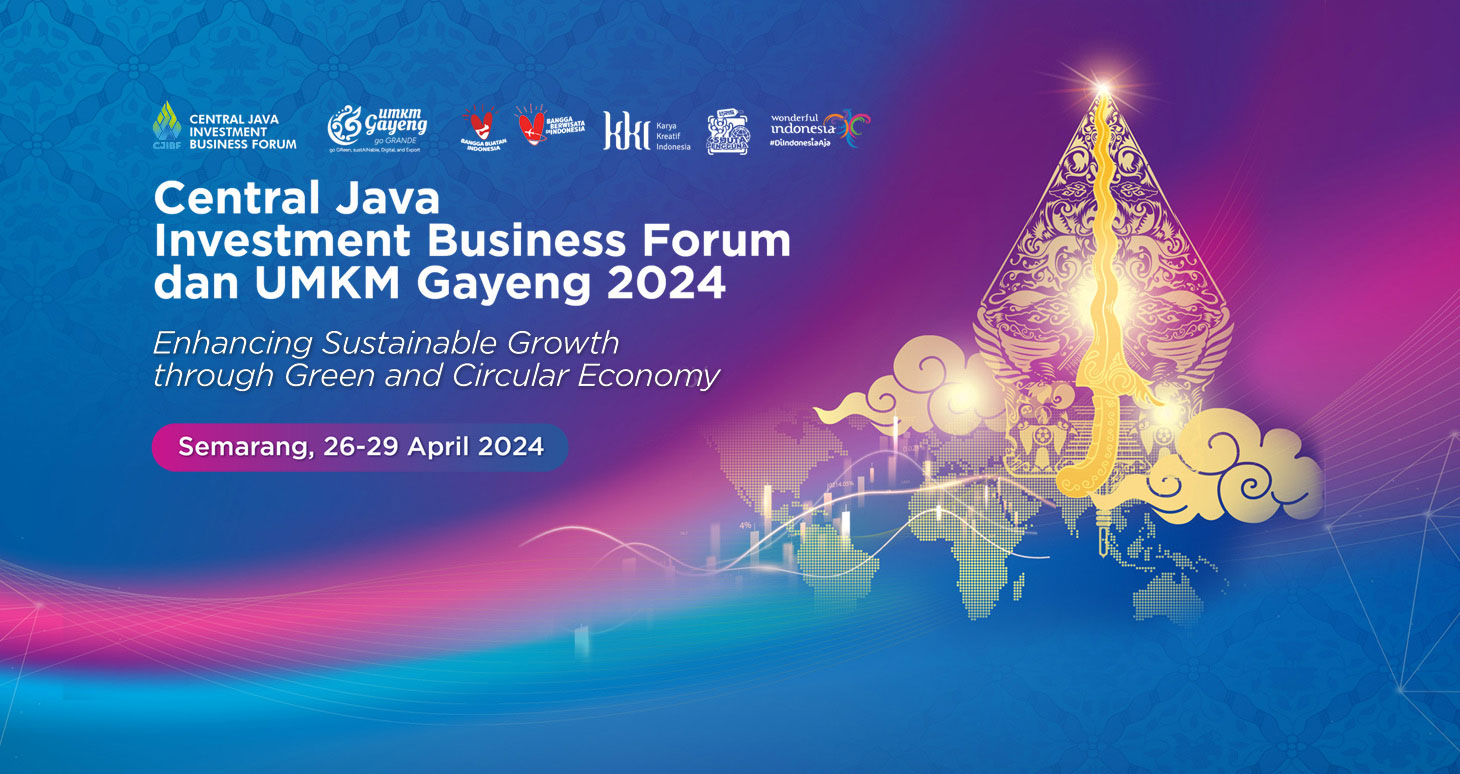 CJIBF
CENTRAL JAVA
INVESTMENT
BUSINESS FORUM
UMKM
Gayeng
go GRANDE
go GReen, sustAiNable, Digital, and Export
BANGGA BUATAN
INDONESIA
BANGGA
BERWISATA
DI INDONESIA
kkı
Karya
Kreatif
Indonesia
wonderful
indonesia
#DiIndonesiaAja
Central Java
Investment Business Forum
dan UMKM Gayeng 2024
Enhancing Sustainable Growth
through Green and Circular Economy
Semarang, 26-29 April 2024
4%